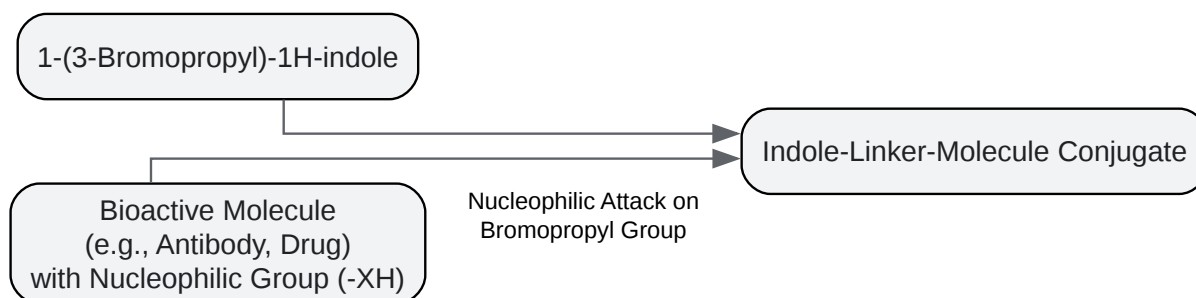 1-(3-Bromopropyl)-1H-indole
Indole-Linker-Molecule Conjugate
Bioactive Molecule
(e.g., Antibody, Drug)
with Nucleophilic Group (-XH)
Nucleophilic Attack on
Bromopropyl Group